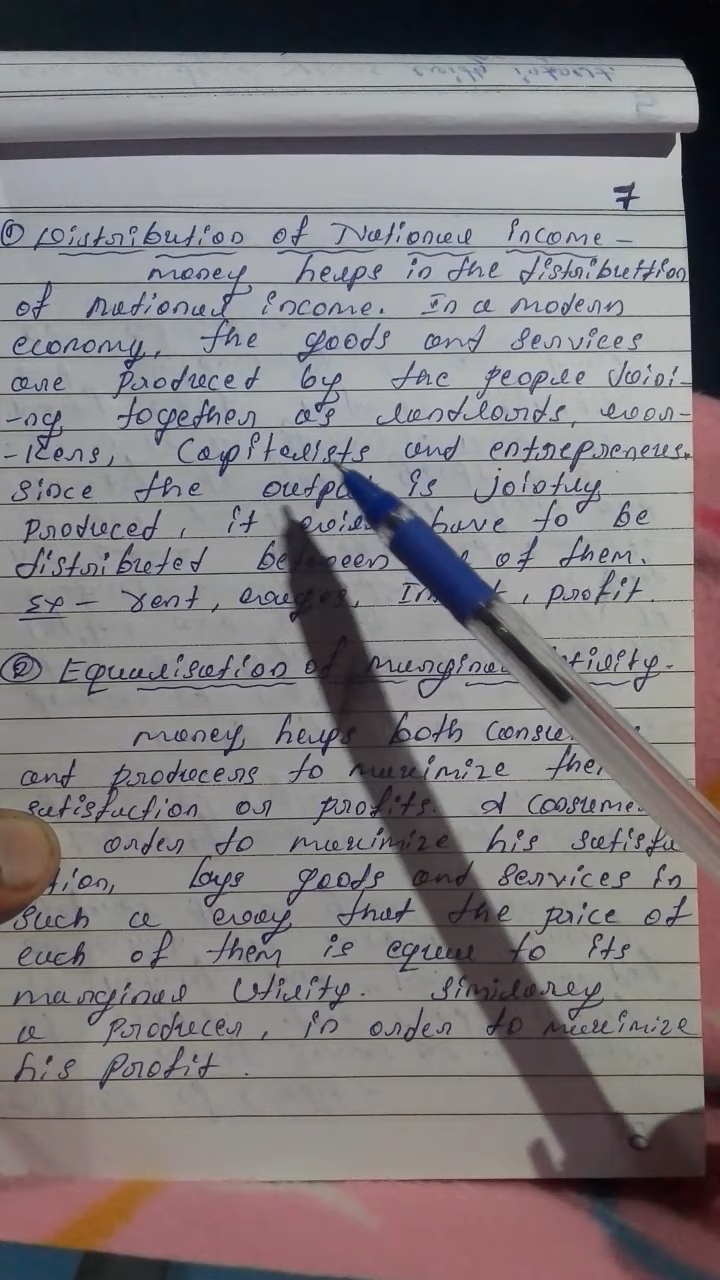 7
① Distribution of National income -
money, helps in the distributtion
of national income. In a modern
economy, the goods and services
are produced by the people Joini-
-ng together as landlords, wor-
-kers, Capitalists and entrepreneus.
Since the output is jointly
produced, it have to be
distributed between of them.
Ex - rent, wages, profit.
② Equalisation of marginal utility.
money, helps both
and producers to maximize
satisfaction or profits. A
order to maximize his satisfa
tion, bys goods and services in
such a way that the price of
each of them is equal to its
marginal Utility. Similarly
a producer, in order to maximize
his profit.